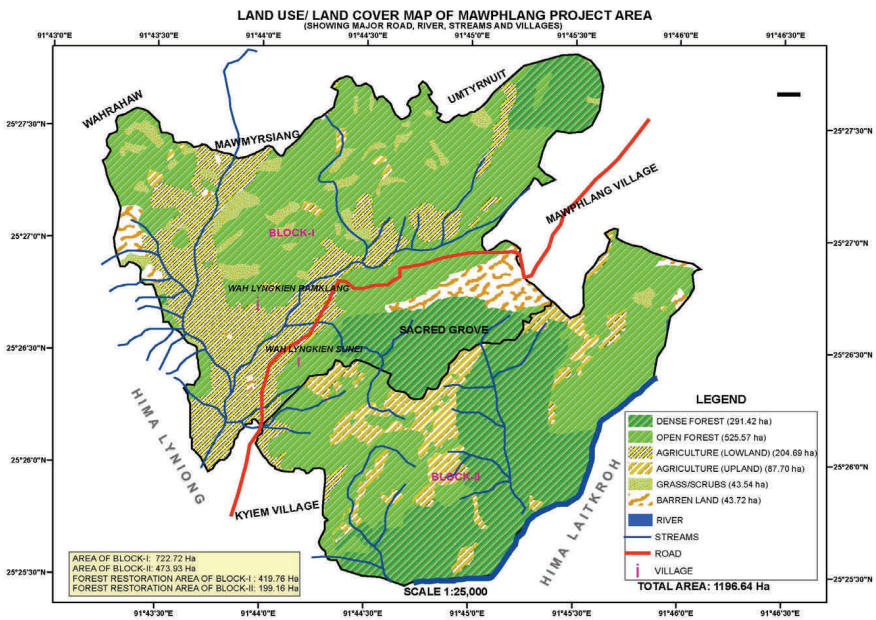 LAND USE/ LAND COVER MAP OF MAWPHLANG PROJECT AREA
(SHOWING MAJOR ROAD, RIVER, STREAMS AND VILLAGES)
91°43'0"E 91°43'30"E 91°44'0"E 91°44'30"E 91°45'0"E 91°45'30"E 91°46'0"E 91°46'30"E
UMTYRNUIT
WAHRAHAW
25°27'30"N 25°27'30"N
MAWMYRSIANG
MAWPHLANG VILLAGE
BLOCK-I
25°27'0"N 25°27'0"N
WAH LYNGKIEN RAMKLANG
i
SACRED GROVE
25°26'30"N 25°26'30"N
WAH LYNGKIEN SUHEI
i
HIMA LYNIONG
LEGEND
DENSE FOREST (291.42 ha)
OPEN FOREST (525.57 ha)
AGRICULTURE (LOWLAND) (204.69 ha)
AGRICULTURE (UPLAND) (87.70 ha)
GRASS/SCRUBS (43.54 ha)
BARREN LAND (43.72 ha)
RIVER
STREAMS
ROAD
i VILLAGE
TOTAL AREA: 1196.64 Ha
25°26'0"N 25°26'0"N
BLOCK-II
KYIEM VILLAGE
HIMA LAITKROH
AREA OF BLOCK-I: 722.72 Ha
AREA OF BLOCK-II: 473.93 Ha
FOREST RESTORATION AREA OF BLOCK-I : 419.76 Ha
FOREST RESTORATION AREA OF BLOCK-II: 199.16 Ha
25°25'30"N 25°25'30"N
SCALE 1:25,000
91°43'30"E 91°44'0"E 91°44'30"E 91°45'0"E 91°45'30"E 91°46'0"E 91°46'30"E